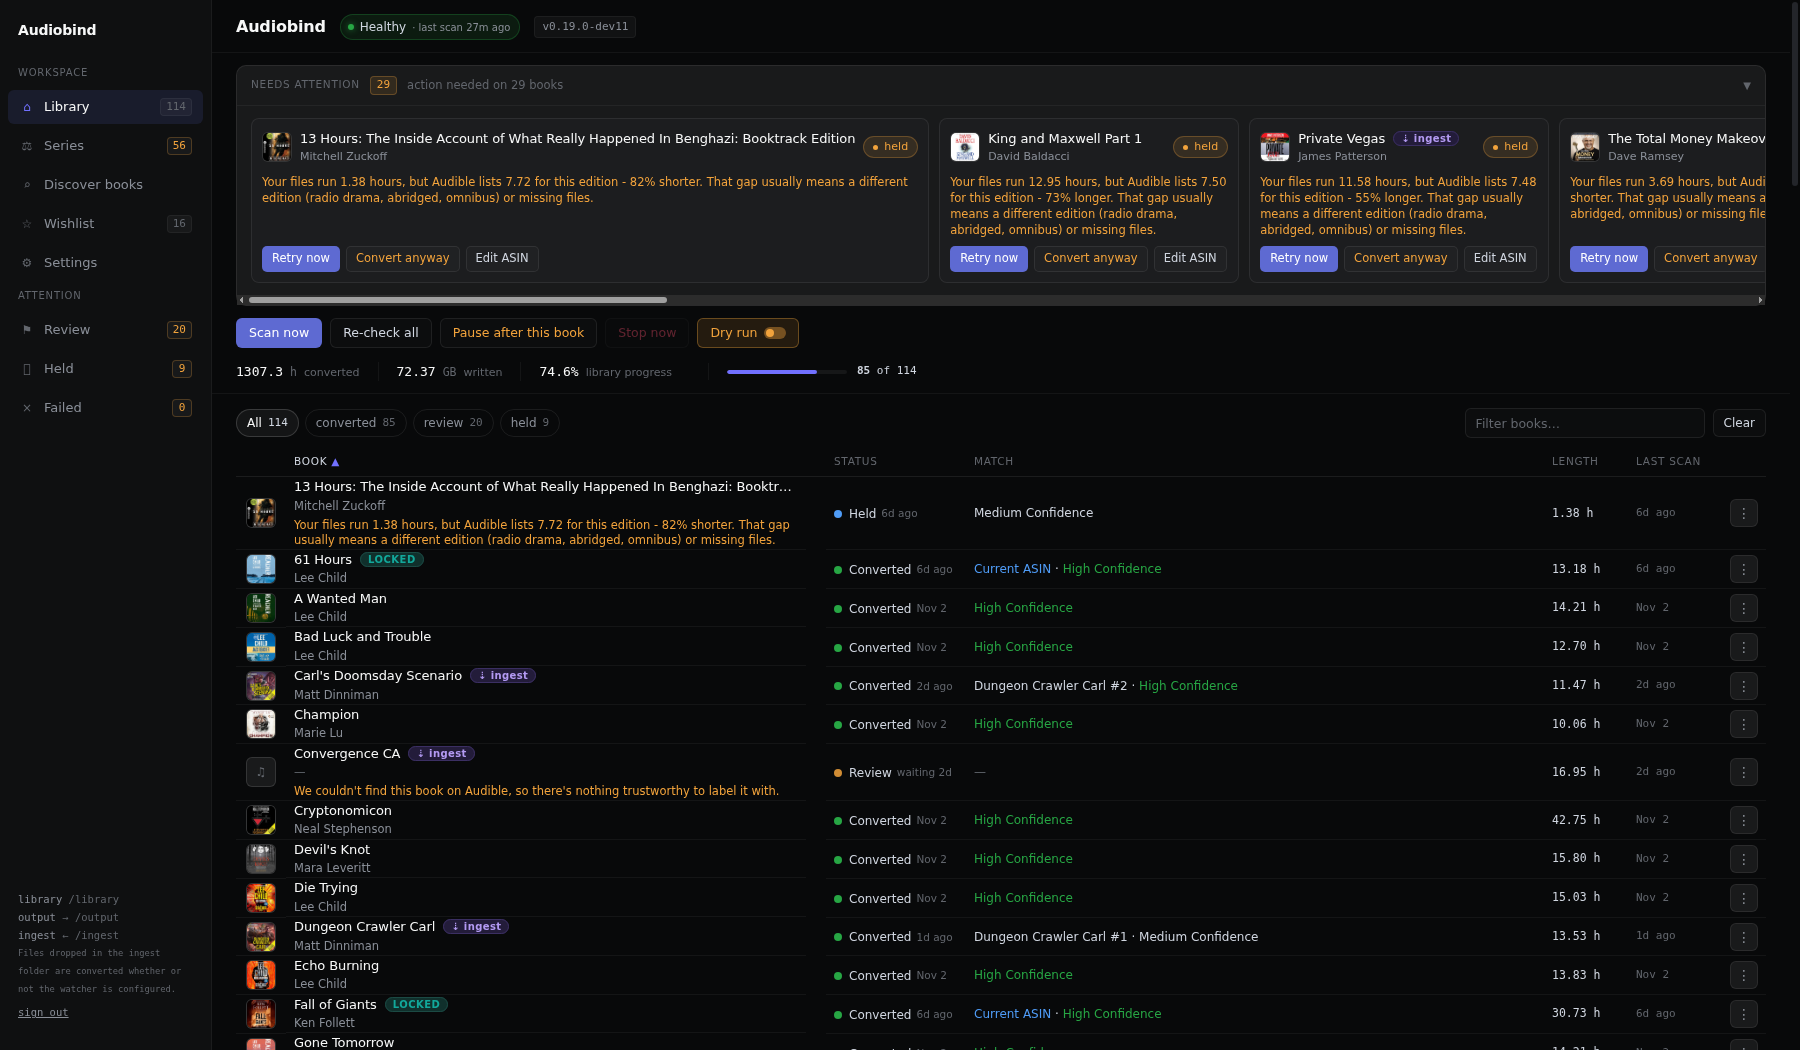 Audiobind
WORKSPACE
Library 114
Series 56
Discover books
Wishlist 16
Settings
ATTENTION
Review 20
Held 9
Failed 0
library /library
output → /output
ingest ← /ingest
Files dropped in the ingest
folder are converted whether or
not the watcher is configured.
sign out
Audiobind
Healthy · last scan 27m ago
v0.19.0-dev11
NEEDS ATTENTION 29 action needed on 29 books
13 Hours: The Inside Account of What Really Happened In Benghazi: Booktrack Edition
Mitchell Zuckoff
held
Your files run 1.38 hours, but Audible lists 7.72 for this edition - 82% shorter. That gap usually means a different
edition (radio drama, abridged, omnibus) or missing files.
Retry now Convert anyway Edit ASIN
King and Maxwell Part 1
David Baldacci
held
Your files run 12.95 hours, but Audible lists 7.50
for this edition - 73% longer. That gap usually
means a different edition (radio drama,
abridged, omnibus) or missing files.
Retry now Convert anyway Edit ASIN
Private Vegas ↓ ingest
James Patterson
held
Your files run 11.58 hours, but Audible lists 7.48
for this edition - 55% longer. That gap usually
means a different edition (radio drama,
abridged, omnibus) or missing files.
Retry now Convert anyway Edit ASIN
The Total Money Makeov
Dave Ramsey
Your files run 3.69 hours, but Audi
shorter. That gap usually means a
abridged, omnibus) or missing file
Retry now Convert anyway
Scan now Re-check all Pause after this book Stop now Dry run
1307.3 h converted 72.37 GB written 74.6% library progress 85 of 114
All 114 converted 85 review 20 held 9 Filter books... Clear
BOOK ▲ STATUS MATCH LENGTH LAST SCAN
13 Hours: The Inside Account of What Really Happened In Benghazi: Booktr...
Mitchell Zuckoff
Your files run 1.38 hours, but Audible lists 7.72 for this edition - 82% shorter. That gap
usually means a different edition (radio drama, abridged, omnibus) or missing files.
Held 6d ago Medium Confidence 1.38 h 6d ago
61 Hours LOCKED
Lee Child
Converted 6d ago Current ASIN · High Confidence 13.18 h 6d ago
A Wanted Man
Lee Child
Converted Nov 2 High Confidence 14.21 h Nov 2
Bad Luck and Trouble
Lee Child
Converted Nov 2 High Confidence 12.70 h Nov 2
Carl's Doomsday Scenario ↓ ingest
Matt Dinniman
Converted 2d ago Dungeon Crawler Carl #2 · High Confidence 11.47 h 2d ago
Champion
Marie Lu
Converted Nov 2 High Confidence 10.06 h Nov 2
Convergence CA ↓ ingest
—
We couldn't find this book on Audible, so there's nothing trustworthy to label it with.
Review waiting 2d — 16.95 h 2d ago
Cryptonomicon
Neal Stephenson
Converted Nov 2 High Confidence 42.75 h Nov 2
Devil's Knot
Mara Leveritt
Converted Nov 2 High Confidence 15.80 h Nov 2
Die Trying
Lee Child
Converted Nov 2 High Confidence 15.03 h Nov 2
Dungeon Crawler Carl ↓ ingest
Matt Dinniman
Converted 1d ago Dungeon Crawler Carl #1 · Medium Confidence 13.53 h 1d ago
Echo Burning
Lee Child
Converted Nov 2 High Confidence 13.83 h Nov 2
Fall of Giants LOCKED
Ken Follett
Converted 6d ago Current ASIN · High Confidence 30.73 h 6d ago
Gone Tomorrow